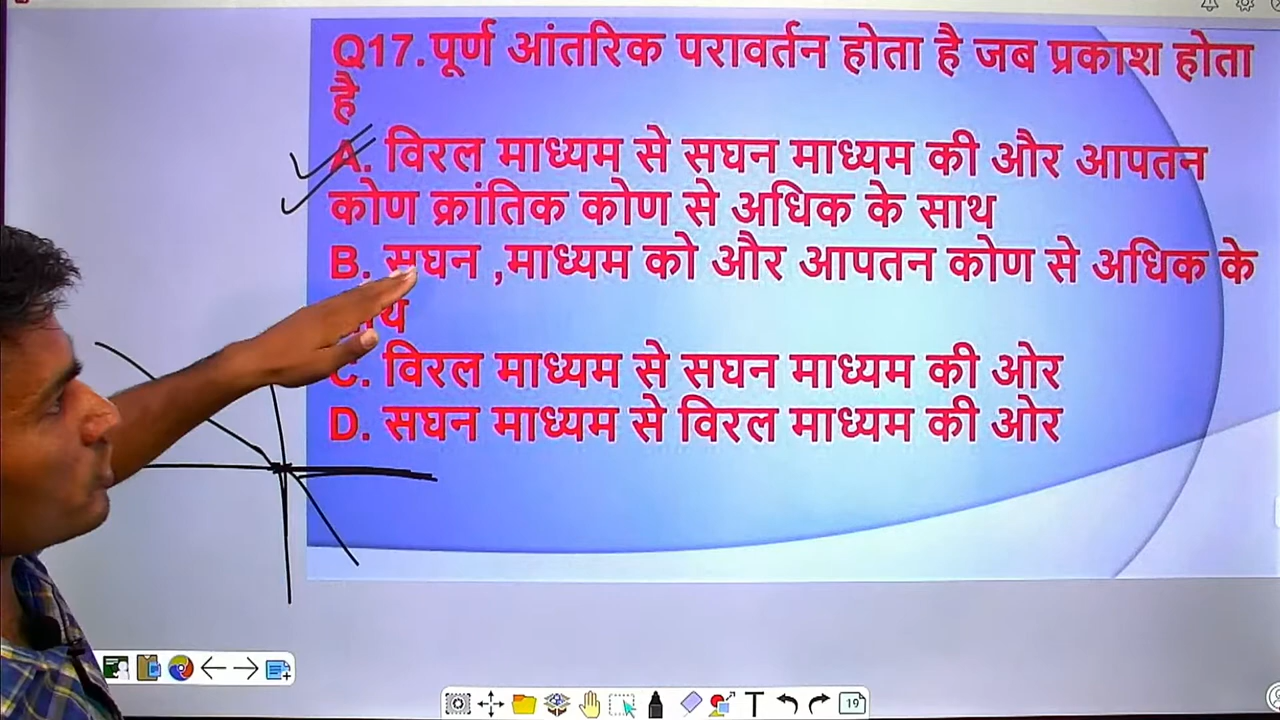 Q17.पूर्ण आंतरिक परावर्तन होता है जब प्रकाश होता
है
A. विरल माध्यम से सघन माध्यम की और आपतन
कोण क्रांतिक कोण से अधिक के साथ
B. सघन ,माध्यम को और आपतन कोण से अधिक के
C. विरल माध्यम से सघन माध्यम की ओर
D. सघन माध्यम से विरल माध्यम की ओर
T
19